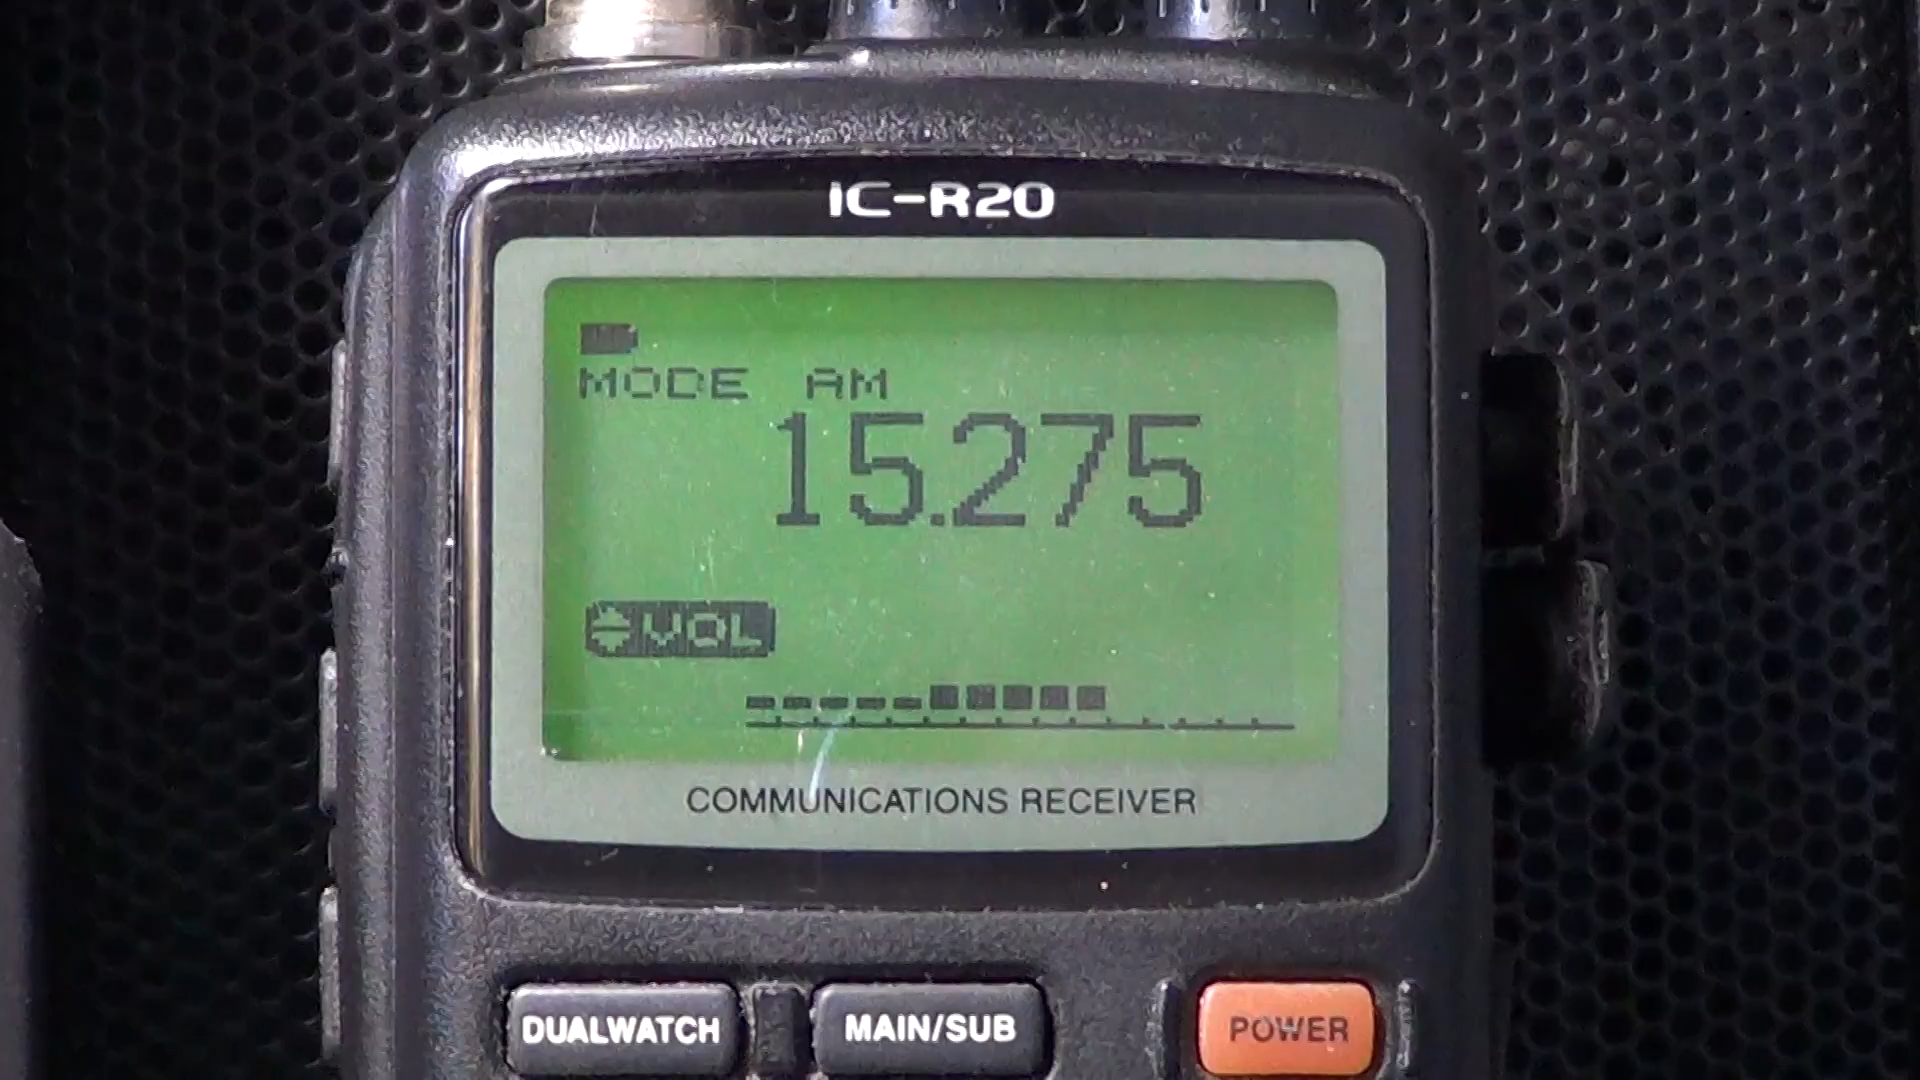 IC-R20
MODE AM
15.275
VOL
COMMUNICATIONS RECEIVER
DUALWATCH MAIN/SUB POWER